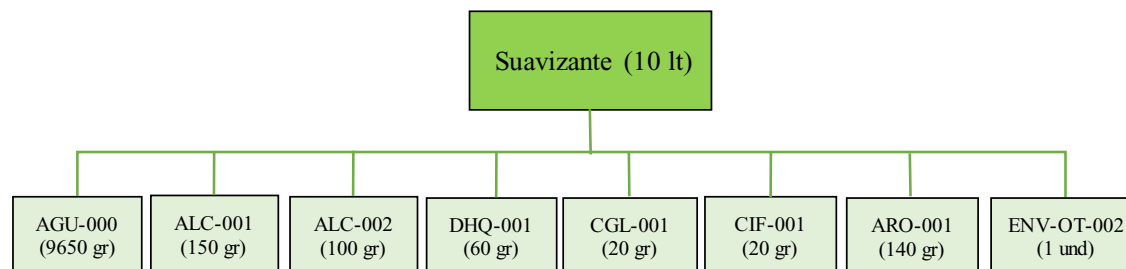 Suavizante (10 lt)
AGU-000
(9650 gr)
ALC-001
(150 gr)
ALC-002
(100 gr)
DHQ-001
(60 gr)
CGL-001
(20 gr)
CIF-001
(20 gr)
ARO-001
(140 gr)
ENV-OT-002
(1 und)